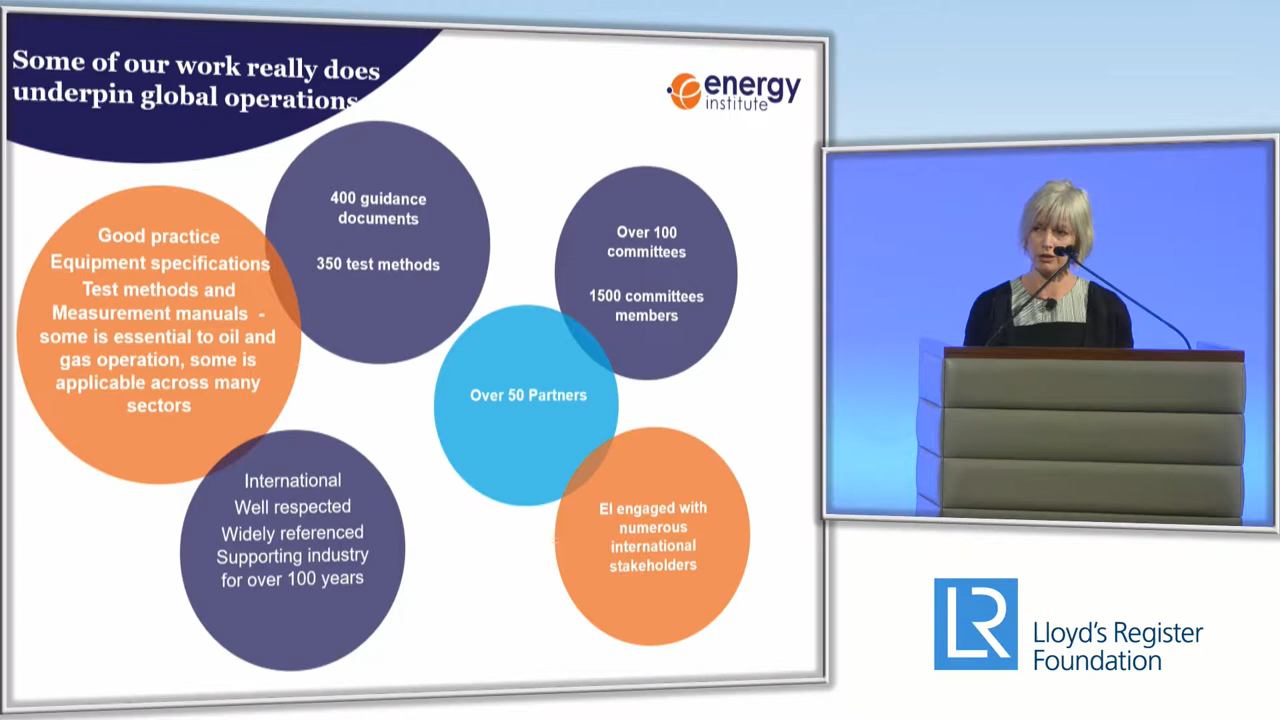 Some of our work really does
underpin global operations
energy
institute
400 guidance
documents
350 test methods
Over 100
committees
1500 committees
members
Good practice
Equipment specifications
Test methods and
Measurement manuals -
some is essential to oil and
gas operation, some is
applicable across many
sectors
Over 50 Partners
International
Well respected
Widely referenced
Supporting industry
for over 100 years
EI engaged with
numerous
international
stakeholders
LR
Lloyd's Register
Foundation